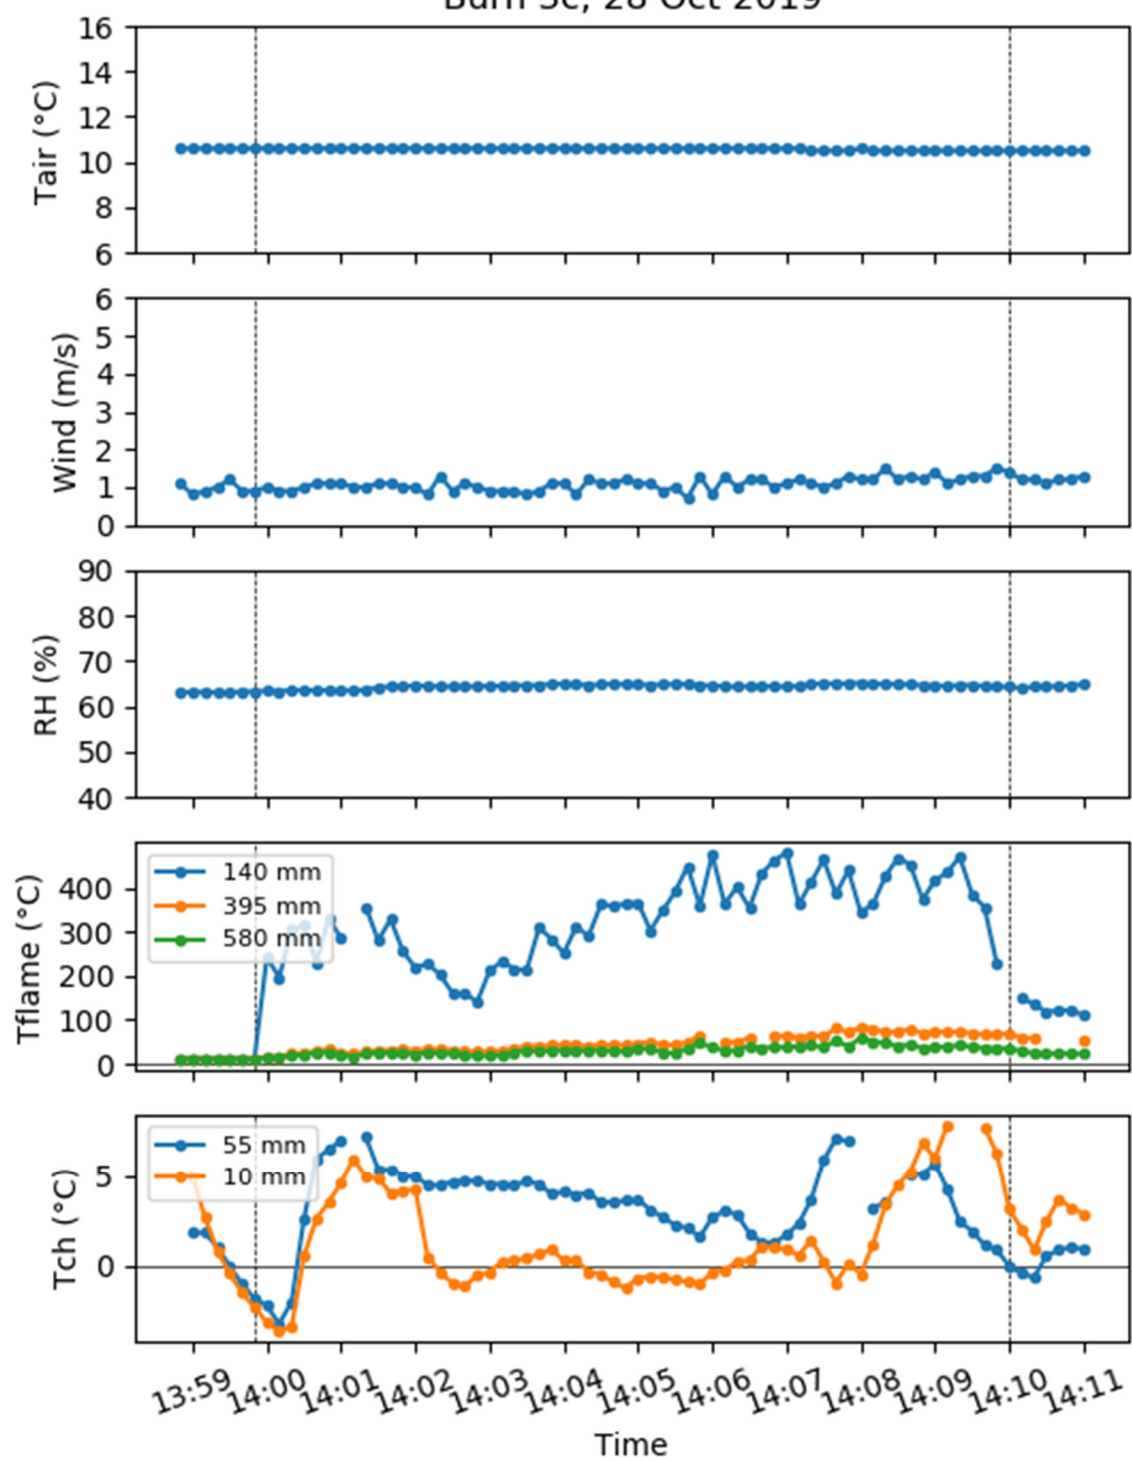 Burn 3c, 28 Oct 2019
16
14
12
10
8
6
Tair (°C)
6
5
4
3
2
1
0
Wind (m/s)
90
80
70
60
50
40
RH (%)
400
300
200
100
0
Tflame (°C)
140 mm
395 mm
580 mm
5
0
Tch (°C)
55 mm
10 mm
13:59 14:00 14:01 14:02 14:03 14:04 14:05 14:06 14:07 14:08 14:09 14:10 14:11
Time